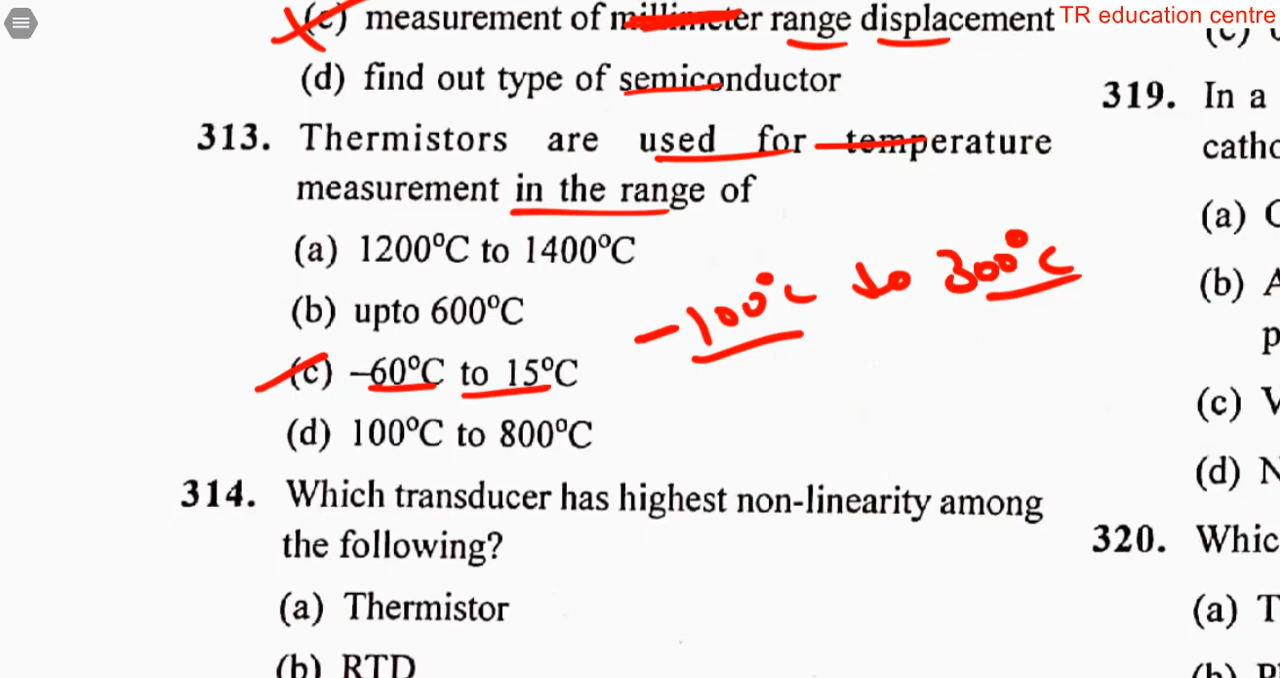 TR education centre
(c) measurement of millimeter range displacement
(d) find out type of semiconductor
313. Thermistors are used for temperature
measurement in the range of
(a) 1200°C to 1400°C
(b) upto 600°C
(c) –60°C to 15°C
(d) 100°C to 800°C
-100°C to 300°C
314. Which transducer has highest non-linearity among
the following?
(a) Thermistor
(b) RTD
(c)
319. In a
catho
(a)
(b) A
p
(c) V
(d) N
320. Whic
(a) T
(b)